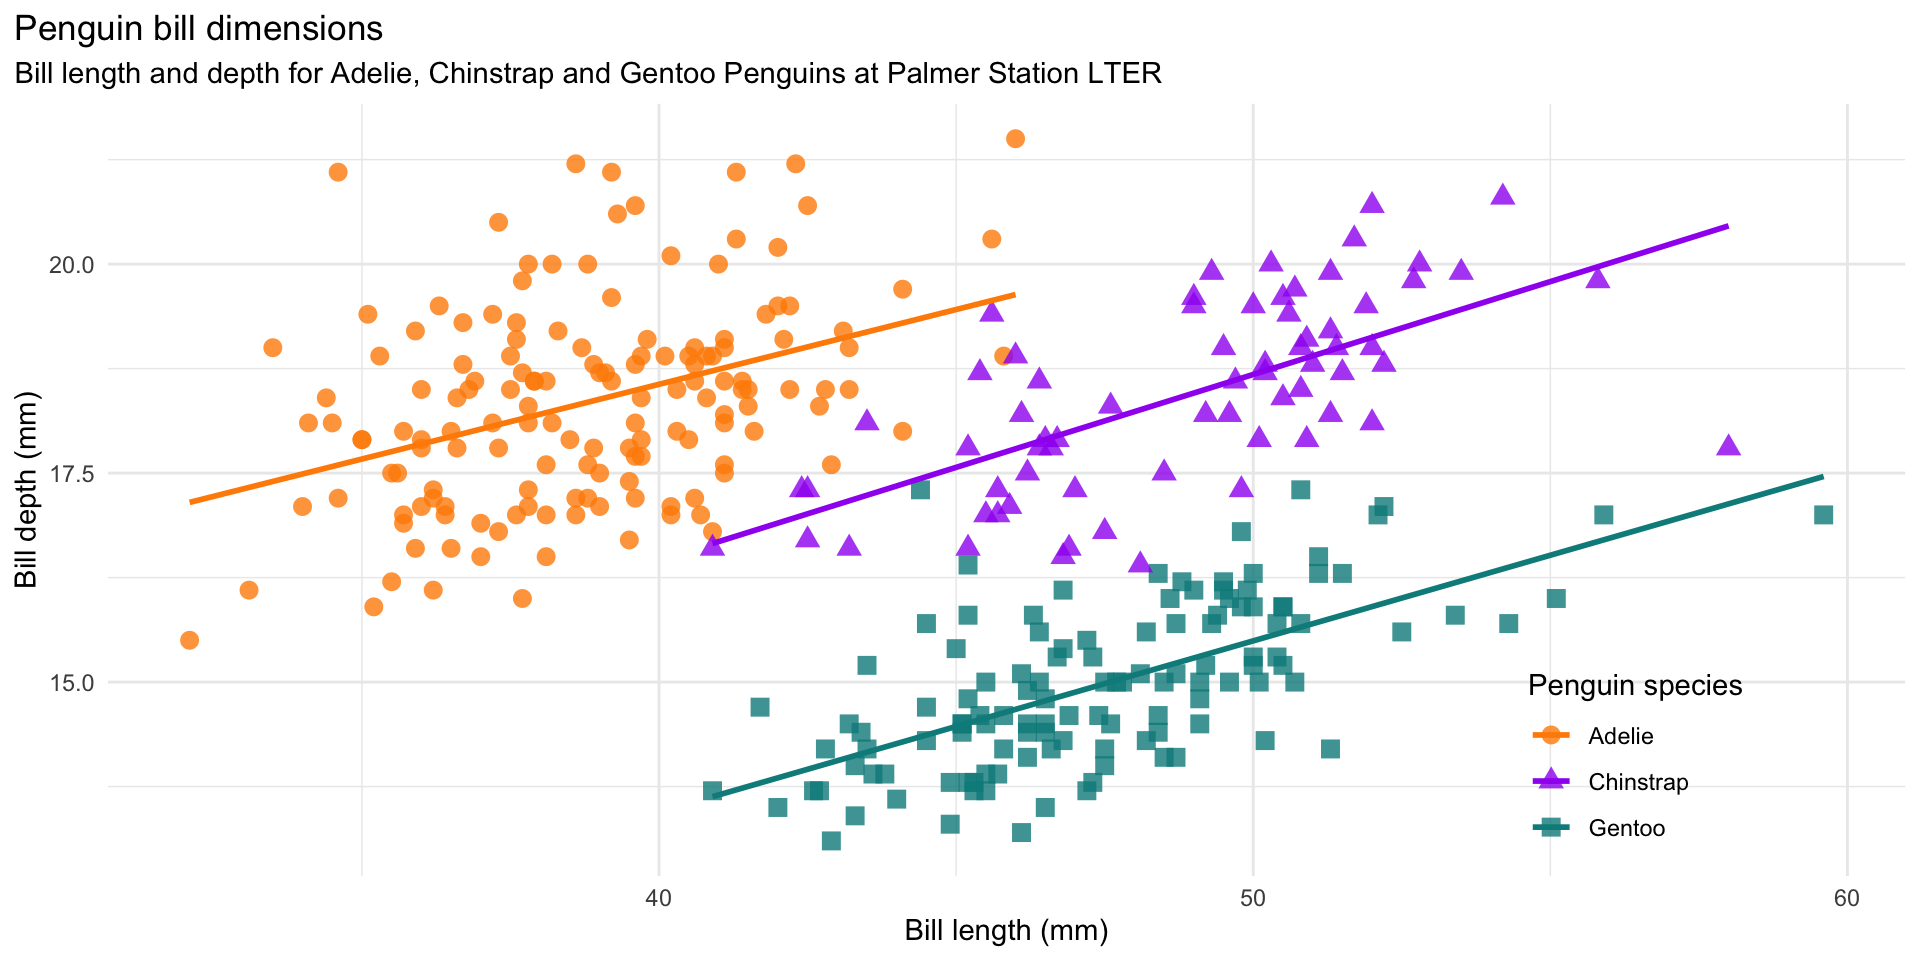 Penguin bill dimensions
Bill length and depth for Adelie, Chinstrap and Gentoo Penguins at Palmer Station LTER
Bill depth (mm)
20.0
17.5
15.0
Penguin species
Adelie
Chinstrap
Gentoo
40 50 60
Bill length (mm)